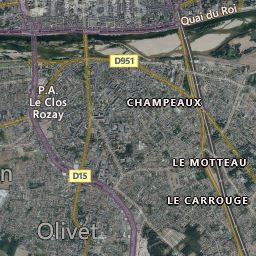 Quai du Roi
D951
P.A.
Le Clos
Rozay
CHAMPEAUX
LE MOTTEAU
D15
LE CARROUGE
Olivet